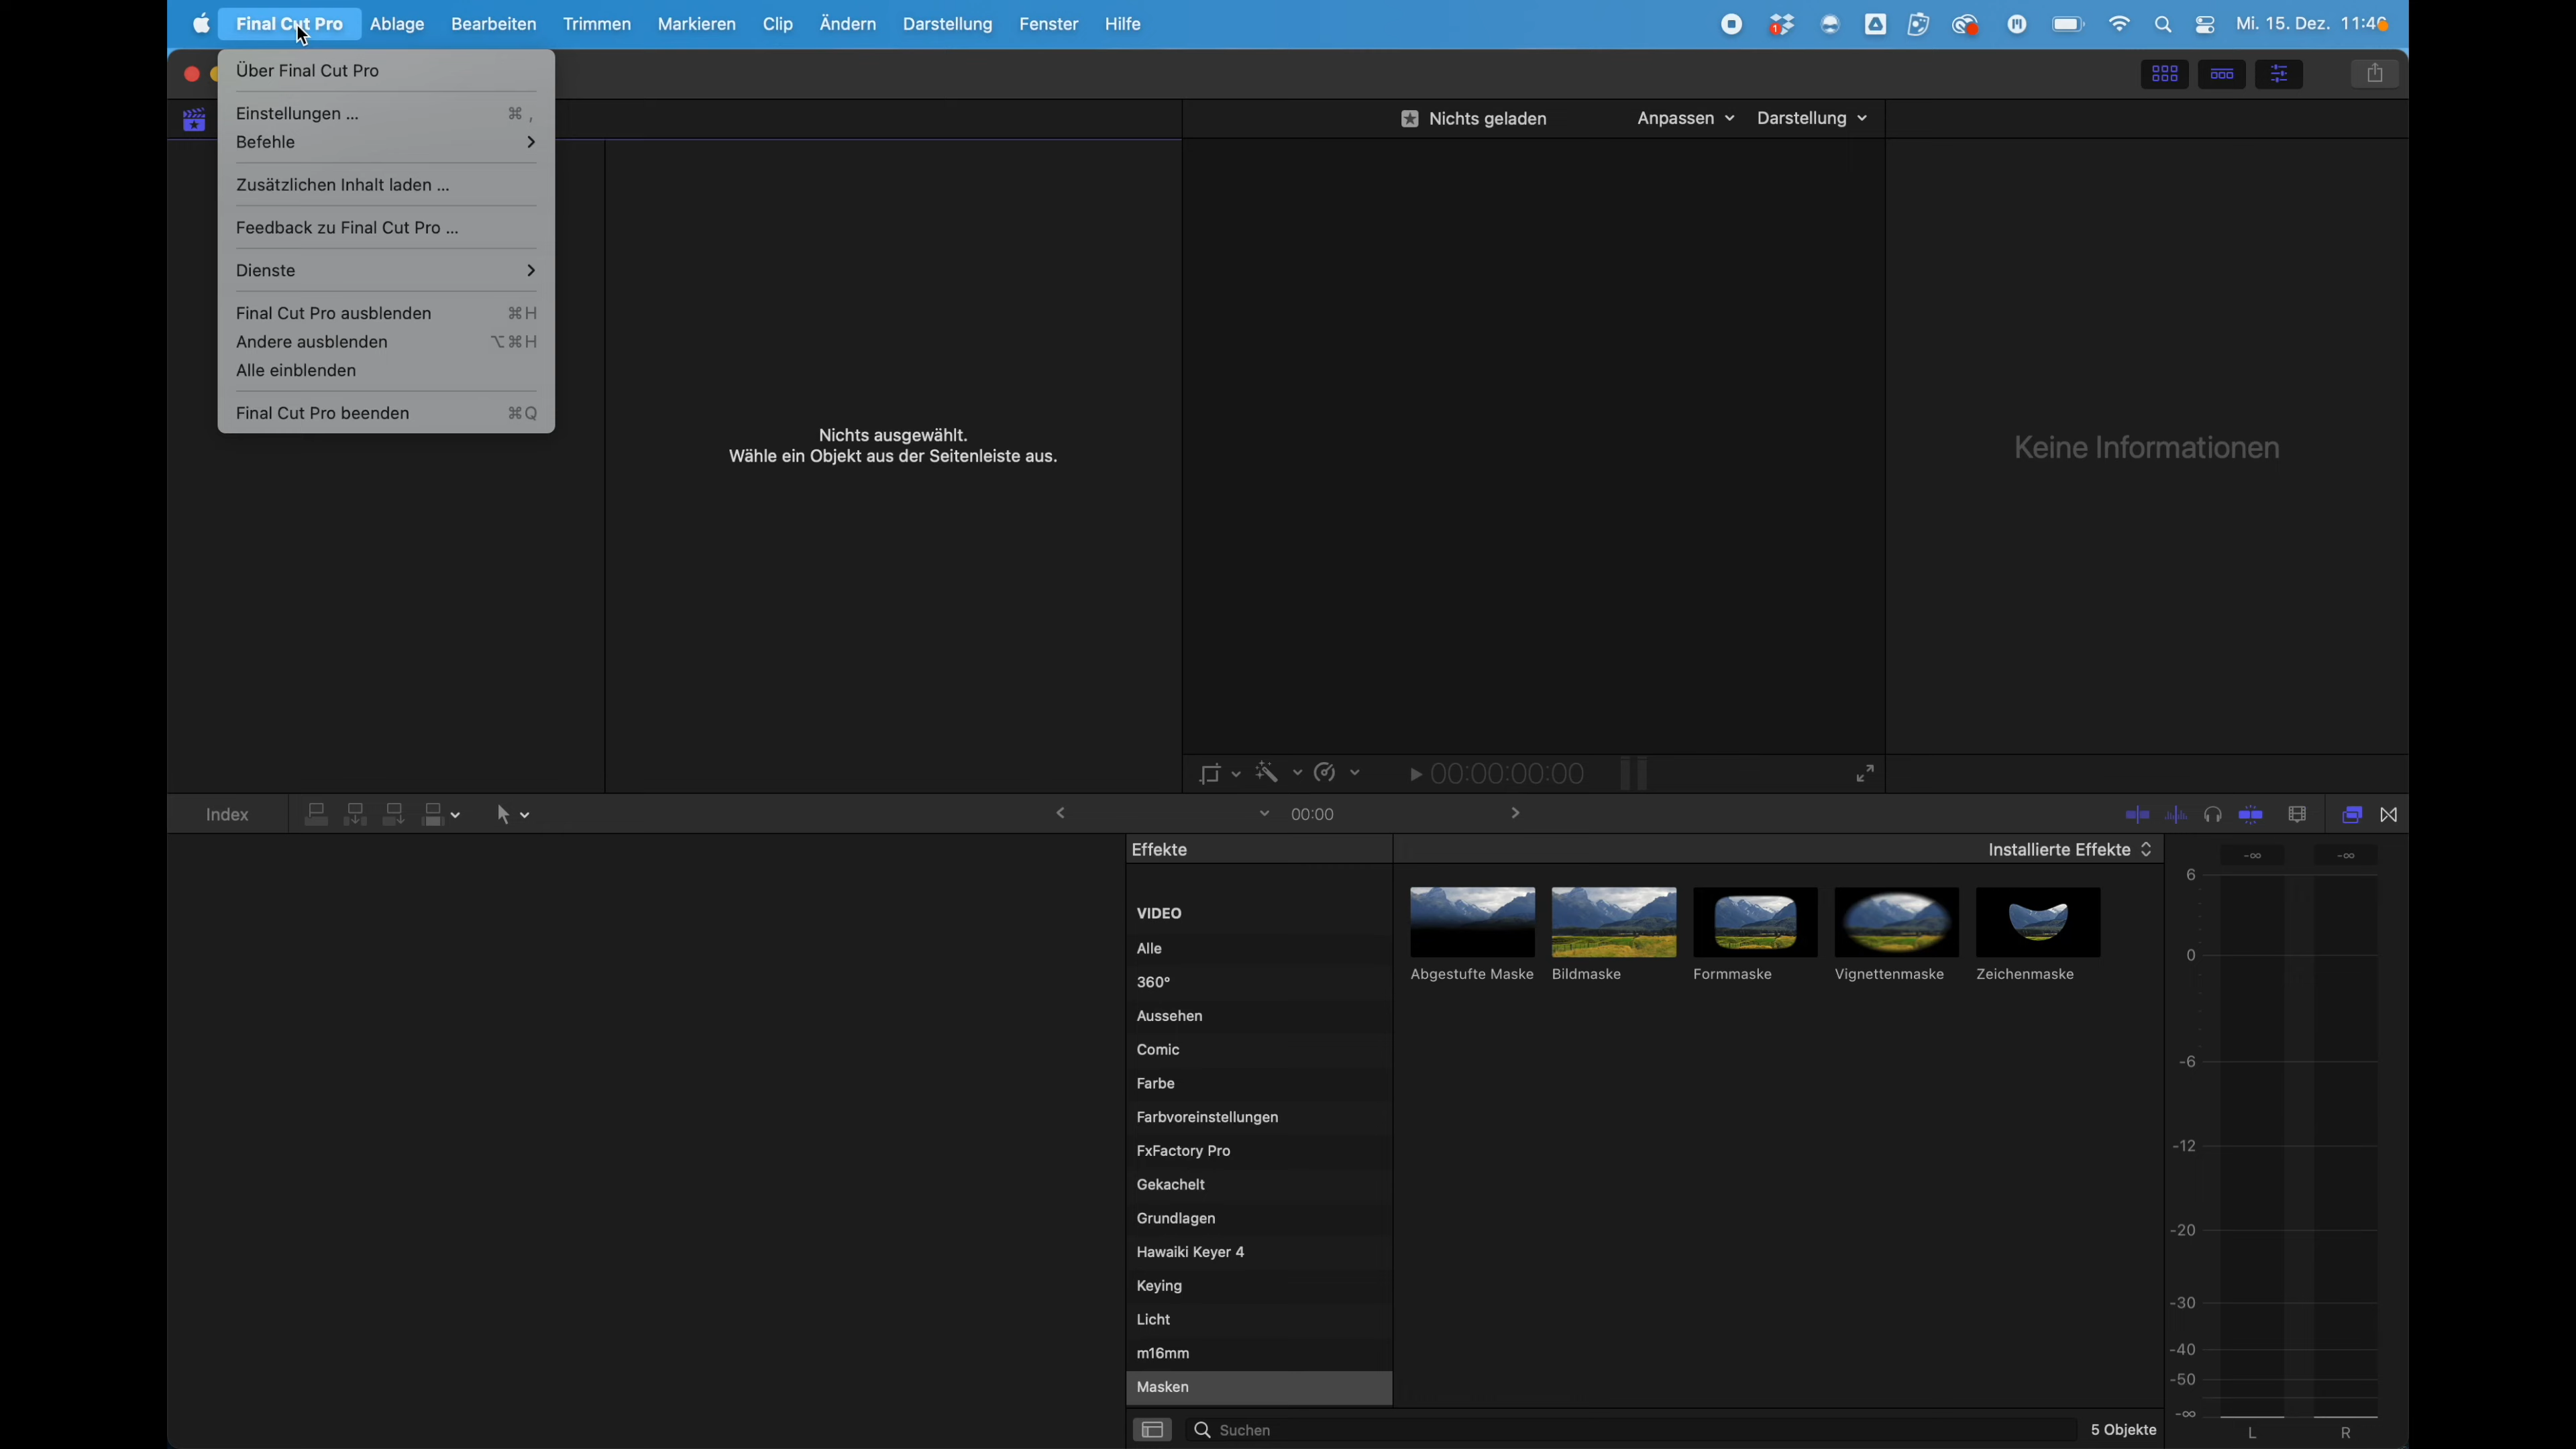 Final Cut Pro Ablage Bearbeiten Trimmen Markieren Clip Ändern Darstellung Fenster Hilfe 1 Mi. 15. Dez. 11:46
Über Final Cut Pro
Einstellungen ... ⌘ ,
Befehle
Zusätzlichen Inhalt laden ...
Feedback zu Final Cut Pro ...
Dienste
Final Cut Pro ausblenden ⌘H
Andere ausblenden ⌥⌘H
Alle einblenden
Final Cut Pro beenden ⌘Q
Nichts geladen Anpassen Darstellung
Nichts ausgewählt.
Wähle ein Objekt aus der Seitenleiste aus.
Keine Informationen
00:00:00:00
Index 00:00
Effekte Installierte Effekte
VIDEO
Alle
360°
Aussehen
Comic
Farbe
Farbvoreinstellungen
FxFactory Pro
Gekachelt
Grundlagen
Hawaiki Keyer 4
Keying
Licht
m16mm
Masken
Abgestufte Maske Bildmaske Formmaske Vignettenmaske Zeichenmaske
Suchen 5 Objekte
-∞ -∞
6
0
-6
-12
-20
-30
-40
-50
-∞
L R